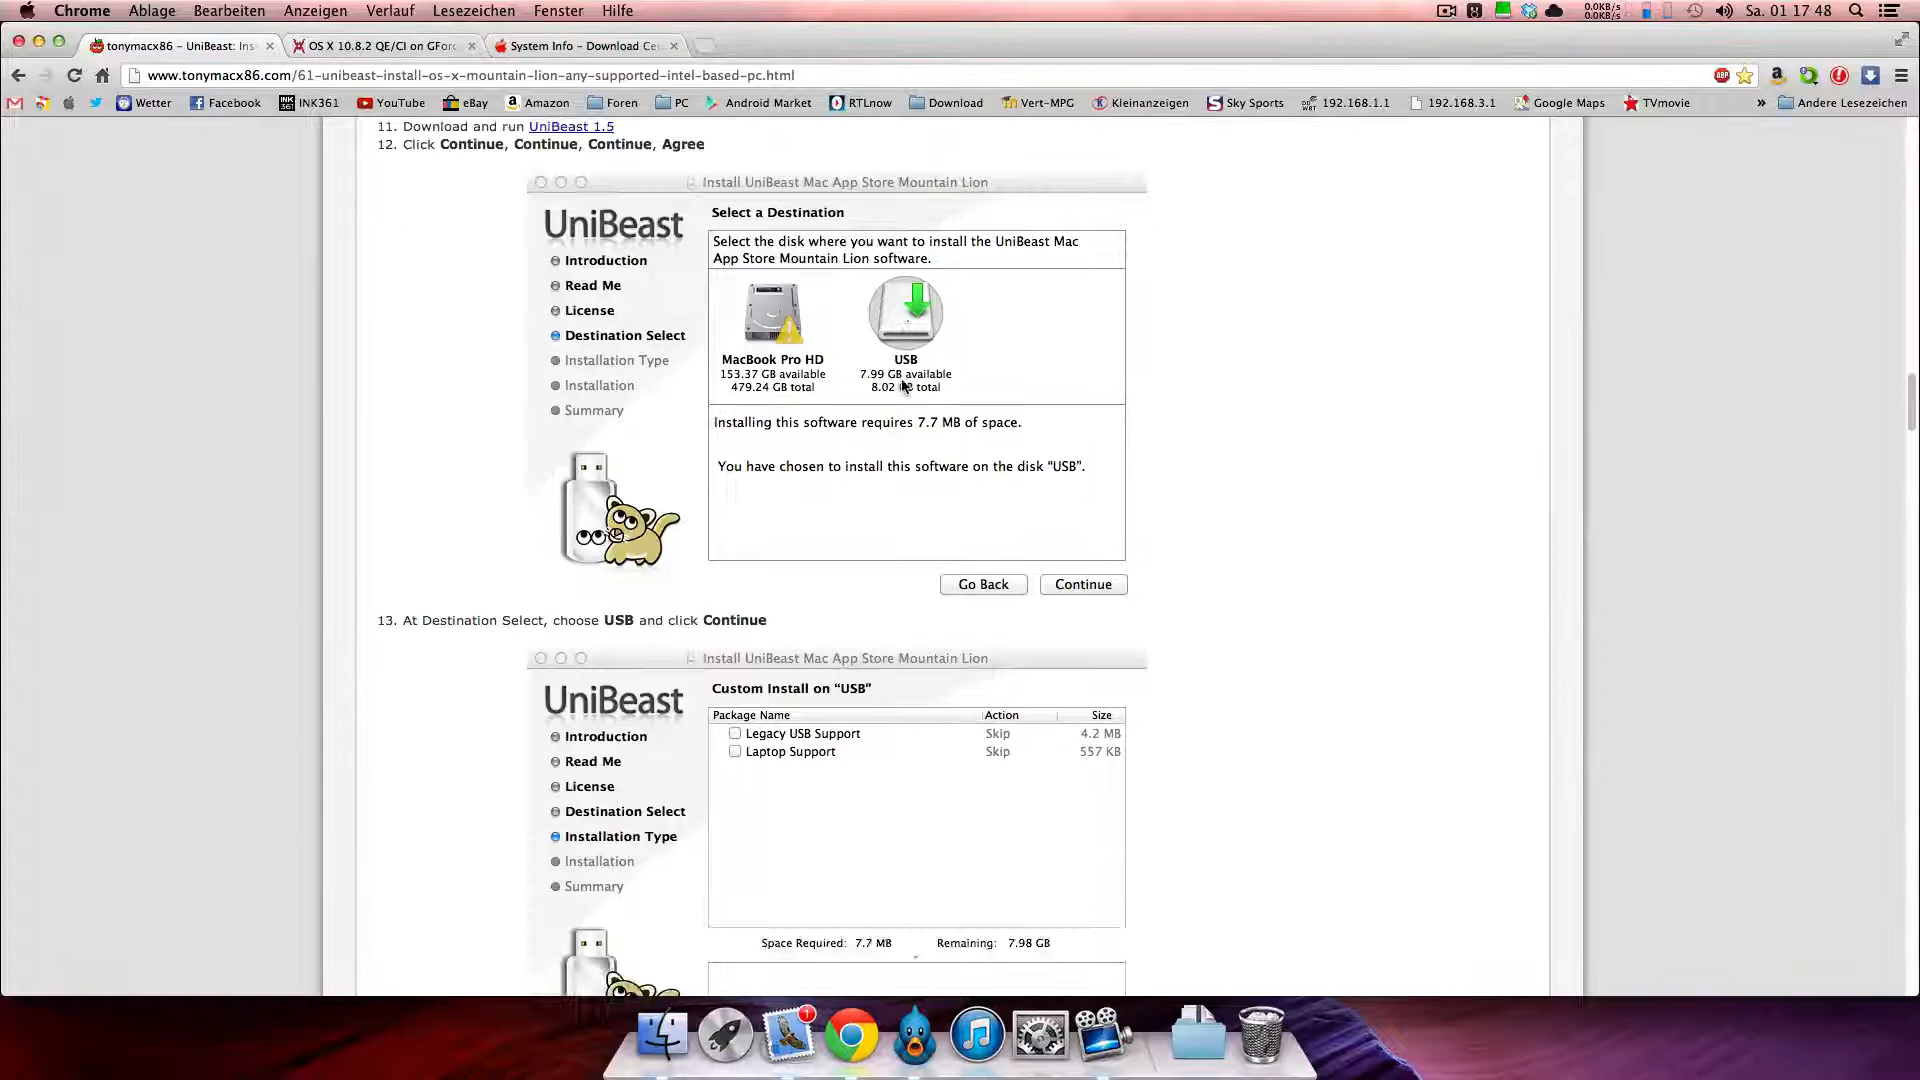 Chrome Ablage Bearbeiten Anzeigen Verlauf Lesezeichen Fenster Hilfe 0.0KB/s 0.0KB/s Sa. 01 17:48
tonymacx86 – UniBeast: Ins OS X 10.8.2 QE/CI on GForc System Info – Download Ce
www.tonymacx86.com/61-unibeast-install-os-x-mountain-lion-any-supported-intel-based-pc.html ABP
Wetter Facebook INK361 INK361 YouTube eBay Amazon Foren PC Android Market RTLnow Download Vert-MPG Kleinanzeigen Sky Sports 192.168.1.1 192.168.3.1 Google Maps TVmovie » Andere Lesezeichen
11. Download and run UniBeast 1.5
12. Click Continue, Continue, Continue, Agree
Install UniBeast Mac App Store Mountain Lion
UniBeast
Introduction
Read Me
License
Destination Select
Installation Type
Installation
Summary
Select a Destination
Select the disk where you want to install the UniBeast Mac
App Store Mountain Lion software.
MacBook Pro HD
153.37 GB available
479.24 GB total
USB
7.99 GB available
8.02 total
Installing this software requires 7.7 MB of space.
You have chosen to install this software on the disk “USB”.
Go Back Continue
13. At Destination Select, choose USB and click Continue
Install UniBeast Mac App Store Mountain Lion
UniBeast
Introduction
Read Me
License
Destination Select
Installation Type
Installation
Summary
Custom Install on “USB”
Package Name Action Size
Legacy USB Support Skip 4.2 MB
Laptop Support Skip 557 KB
Space Required: 7.7 MB Remaining: 7.98 GB
1